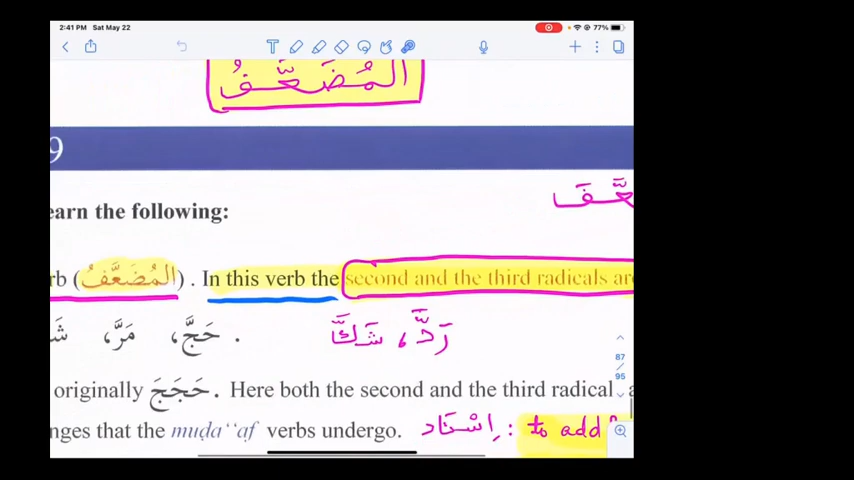 2:41 PM Sat May 22
77%
المُضَعَّفُ
9
earn the following:
عَّفَ
rb (المُضَعَّفُ) . In this verb the second and the third radicals are
حَجَّ، مَرَّ، شَ .
رَدَّ، شَكَّ
87
95
originally حَجَجَ. Here both the second and the third radical
nges that the muḍa‘‘af verbs undergo.
to add